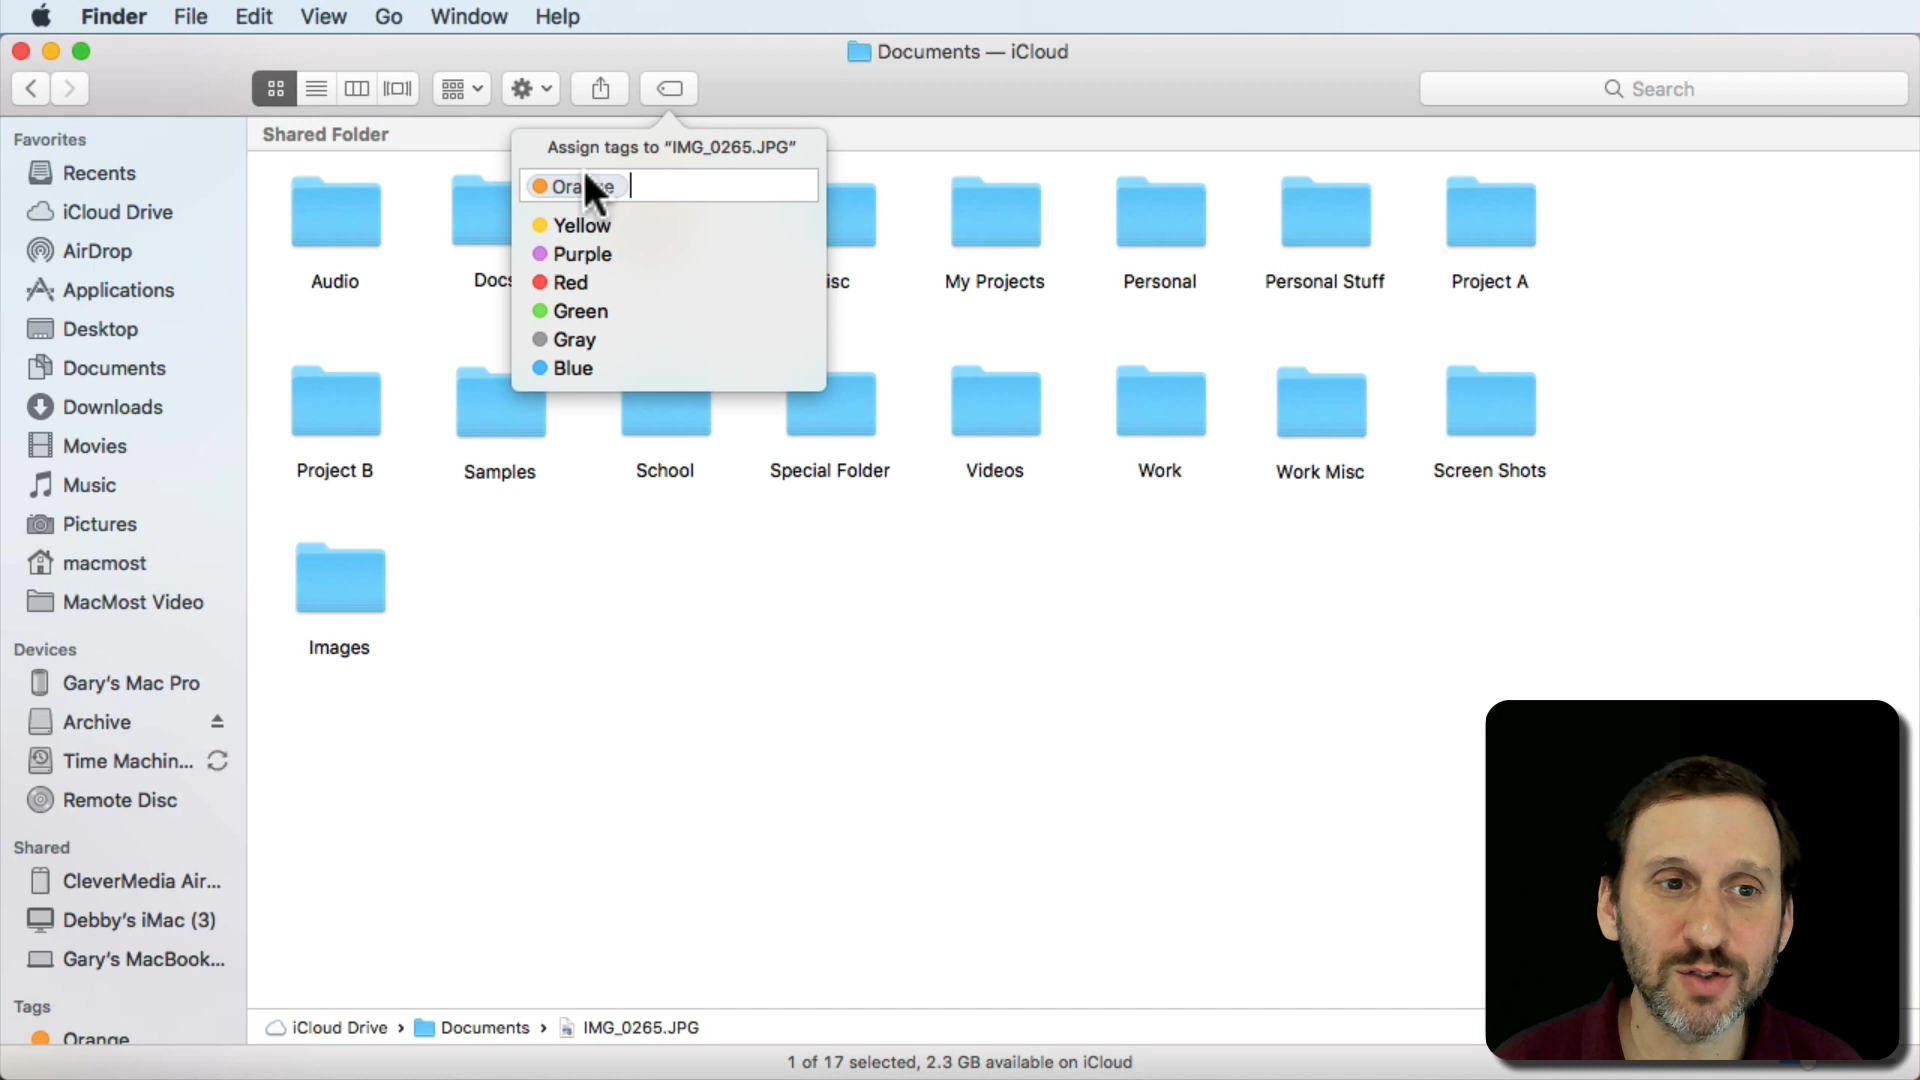 Finder File Edit View Go Window Help
Documents — iCloud
Search
Favorites
Recents
iCloud Drive
AirDrop
Applications
Desktop
Documents
Downloads
Movies
Music
Pictures
macmost
MacMost Video
Devices
Gary's Mac Pro
Archive
Time Machin...
Remote Disc
Shared
CleverMedia Air...
Debby's iMac (3)
Gary's MacBook...
Tags
Orange
Shared Folder
Assign tags to “IMG_0265.JPG”
Yellow
Purple
Red
Green
Gray
Blue
Audio
My Projects Personal Personal Stuff Project A
Project B Samples School Special Folder Videos Work Work Misc Screen Shots
Images
iCloud Drive › Documents › IMG_0265.JPG
1 of 17 selected, 2.3 GB available on iCloud